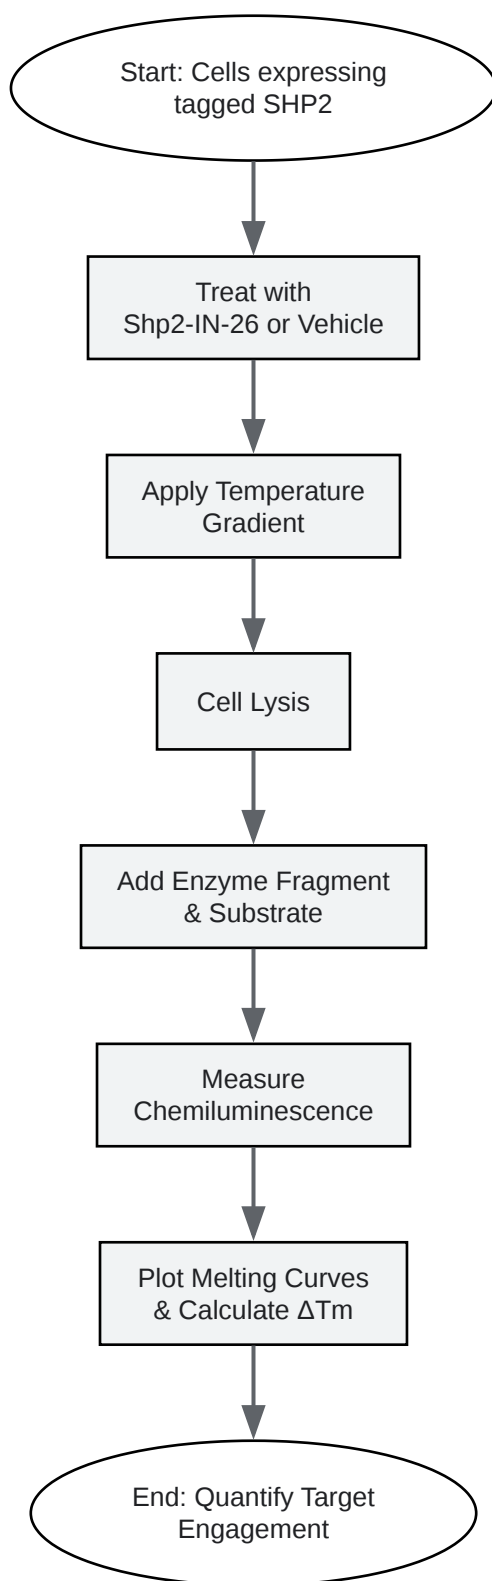 Start: Cells expressing
tagged SHP2
Treat with
Shp2-IN-26 or Vehicle
Apply Temperature
Gradient
Cell Lysis
Add Enzyme Fragment
& Substrate
Measure
Chemiluminescence
Plot Melting Curves
& Calculate ΔTm
End: Quantify Target
Engagement